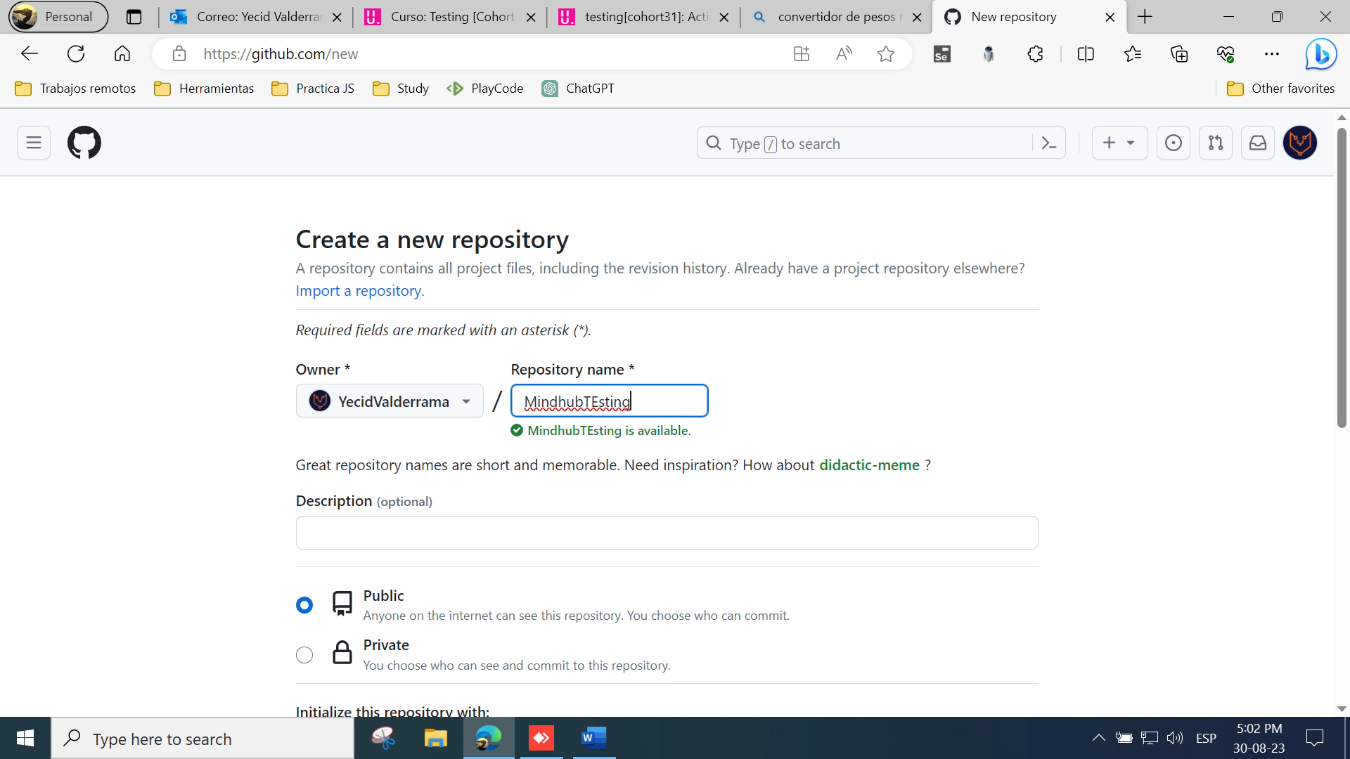 Personal
Correo: Yecid Valderra
Curso: Testing [Cohort
testing[cohort31]: Acti
convertidor de pesos
New repository
https://github.com/new
Trabajos remotos
Herramientas
Practica JS
Study
PlayCode
ChatGPT
Other favorites
Type / to search
Create a new repository
A repository contains all project files, including the revision history. Already have a project repository elsewhere?
Import a repository.
Required fields are marked with an asterisk (*).
Owner *
Repository name *
YecidValderrama
/
MindhubTEsting
MindhubTEsting is available.
Great repository names are short and memorable. Need inspiration? How about didactic-meme ?
Description (optional)
Public
Anyone on the internet can see this repository. You choose who can commit.
Private
You choose who can see and commit to this repository.
Initialize this repository with:
Type here to search
ESP
5:02 PM
30-08-23